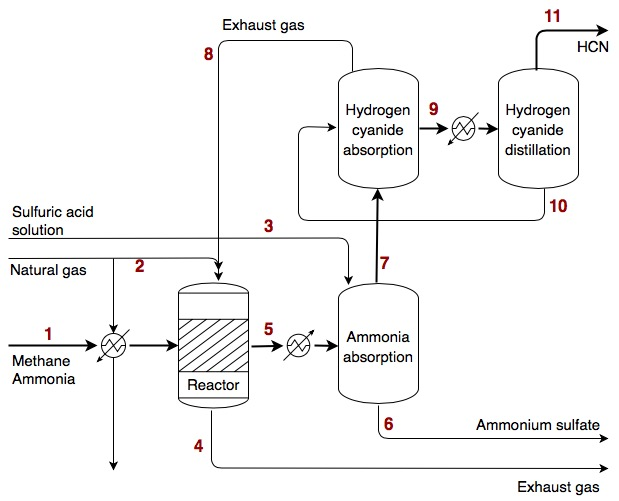 11
Exhaust gas
HCN
8
Hydrogen
cyanide
absorption
9
Hydrogen
cyanide
distillation
10
Sulfuric acid
solution
3
Natural gas
2
7
1
5
Methane
Ammonia
Reactor
Ammonia
absorption
6
Ammonium sulfate
4
Exhaust gas